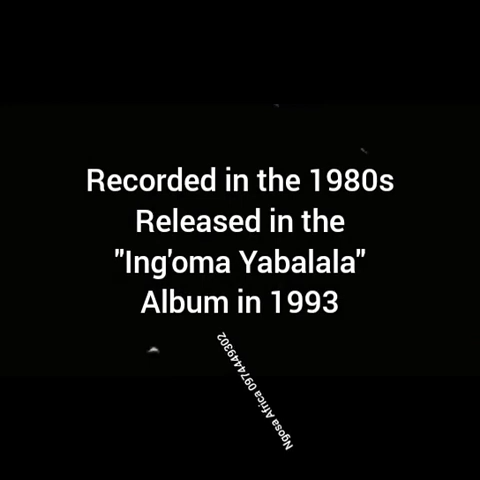 Recorded in the 1980s
Released in the
"Ing'oma Yabalala"
Album in 1993
Ngosa Africa 0974449302